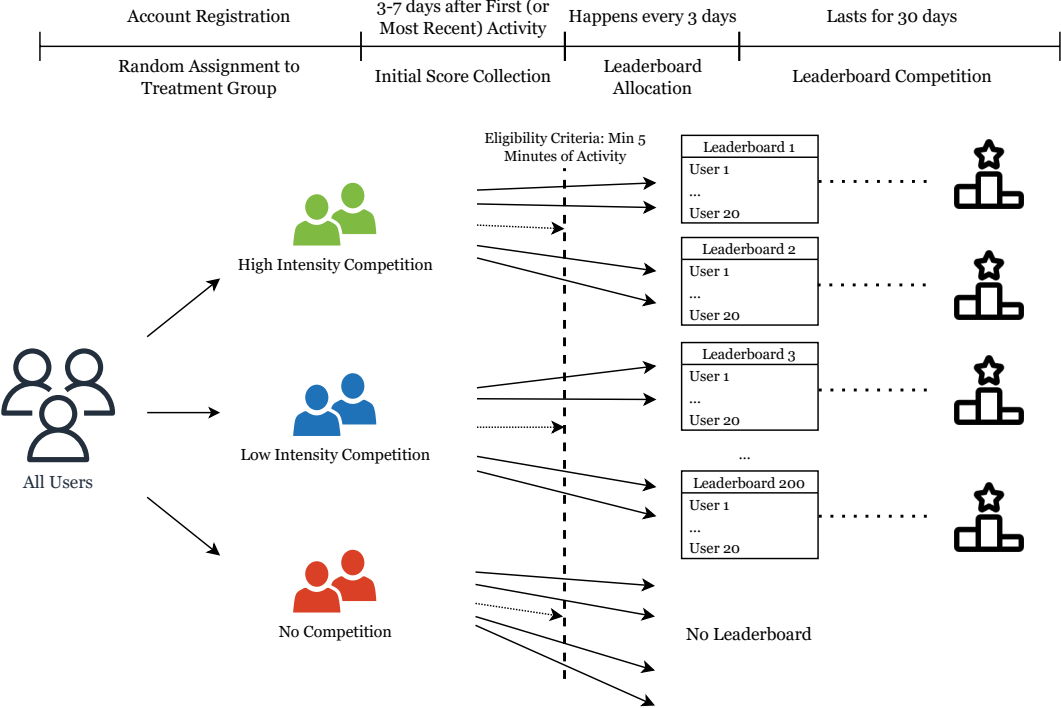 Account Registration
3-7 days after First (or
Most Recent) Activity
Happens every 3 days
Lasts for 30 days
Random Assignment to
Treatment Group
Initial Score Collection
Leaderboard
Allocation
Leaderboard Competition
Eligibility Criteria: Min 5
Minutes of Activity
High Intensity Competition
Leaderboard 1
User 1
...
User 20
Leaderboard 2
User 1
...
User 20
All Users
Low Intensity Competition
Leaderboard 3
User 1
...
User 20
...
Leaderboard 200
User 1
...
User 20
No Competition
No Leaderboard